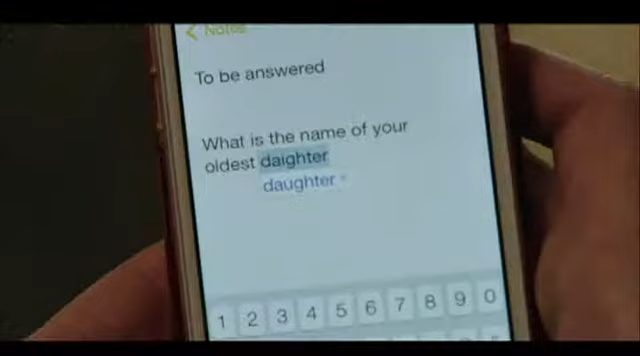 Notes
To be answered
What is the name of your
oldest daighter
daughter ×
1 2 3 4 5 6 7 8 9 0